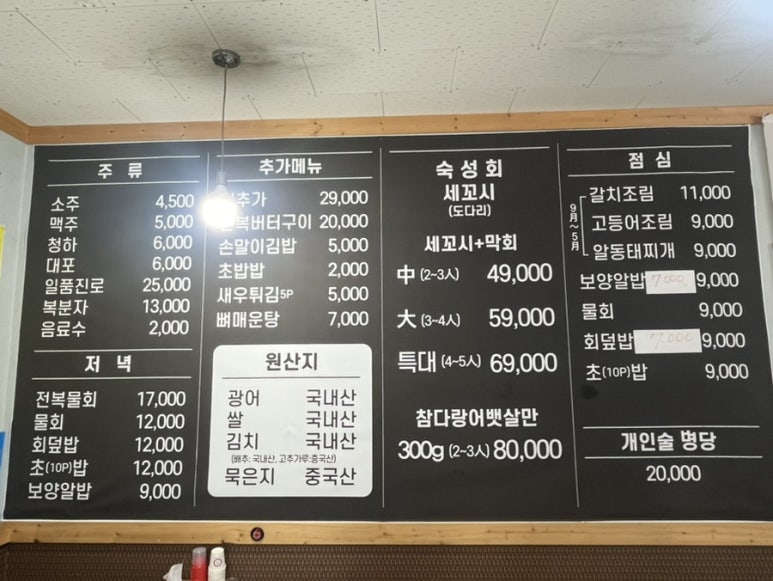 주 류
소주 4,500
맥주 5,000
청하 6,000
대포 6,000
일품진로 25,000
복분자 13,000
음료수 2,000
저 녁
전복물회 17,000
물회 12,000
회덮밥 12,000
초(10P)밥 12,000
보양알밥 9,000
추가메뉴
추가 29,000
버터구이 20,000
손말이김밥 5,000
초밥밥 2,000
새우튀김5P 5,000
뼈매운탕 7,000
원산지
광어 국내산
쌀 국내산
김치 국내산
(배추: 국내산, 고추가루:중국산)
묵은지 중국산
숙성회
세꼬시
(도다리)
세꼬시+막회
中 (2~3人) 49,000
大 (3~4人) 59,000
특대 (4~5人) 69,000
참다랑어뱃살만
300g (2~3人) 80,000
점 심
9月~5月
갈치조림 11,000
고등어조림 9,000
알동태찌개 9,000
보양알밥 7,000 9,000
물회 9,000
회덮밥 7,000 9,000
초(10P)밥 9,000
개인술 병당
20,000